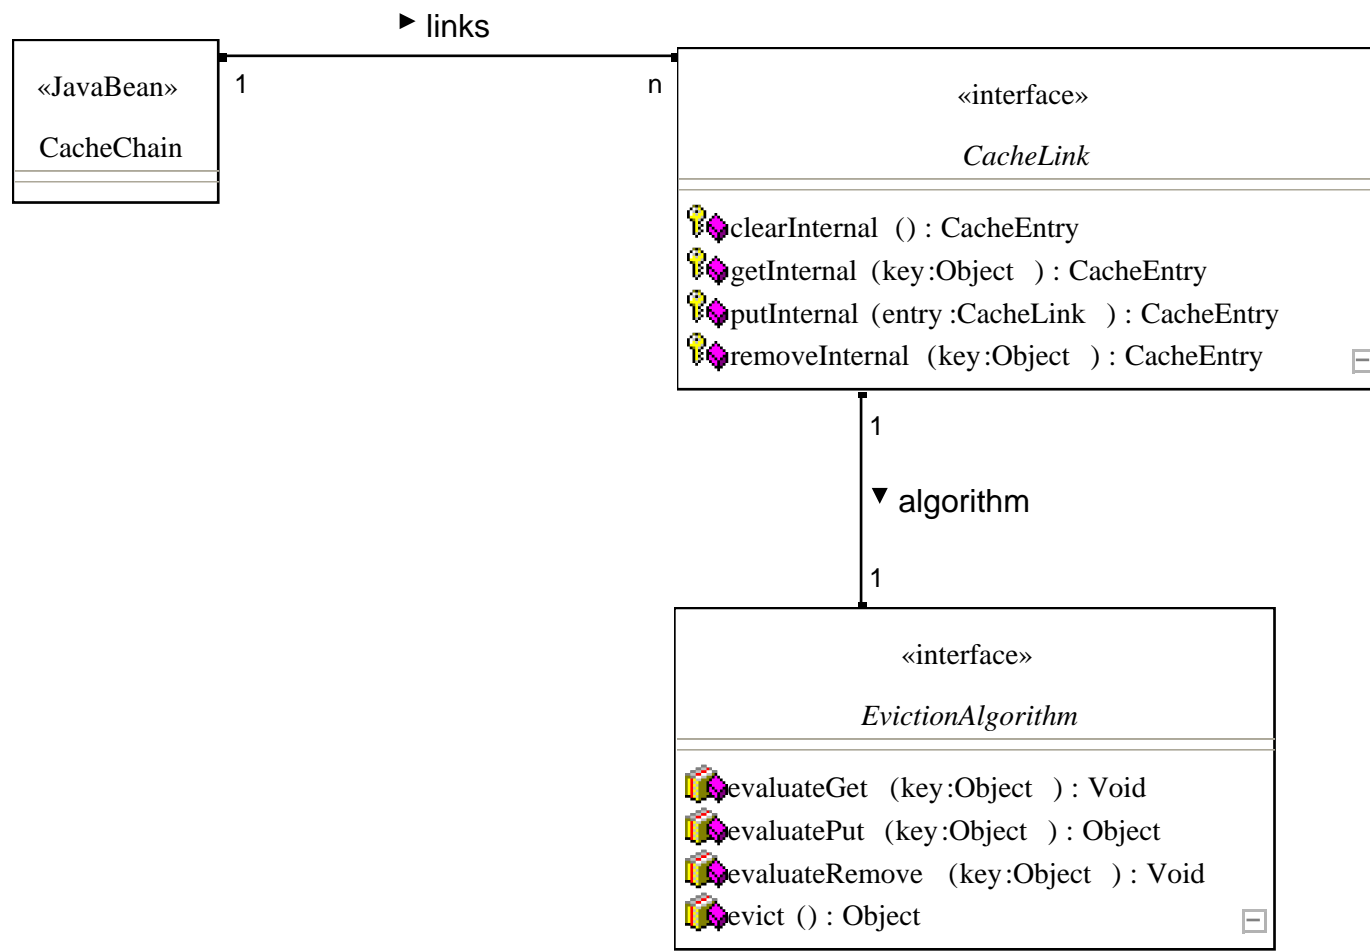 ► links
«JavaBean»
CacheChain
1
n
«interface»
CacheLink
clearInternal () : CacheEntry
getInternal (key:Object ) : CacheEntry
putInternal (entry :CacheLink ) : CacheEntry
removeInternal (key:Object ) : CacheEntry
1
▼ algorithm
1
«interface»
EvictionAlgorithm
evaluateGet (key:Object ) : Void
evaluatePut (key:Object ) : Object
evaluateRemove (key:Object ) : Void
evict () : Object